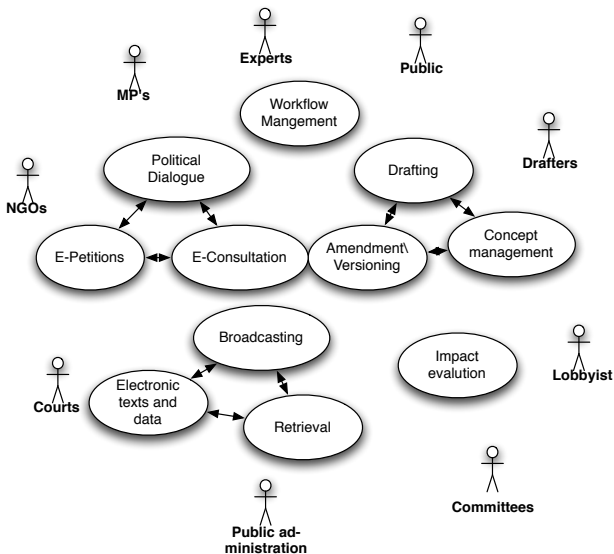 Experts
Public
MP's
Workflow
Mangement
Drafters
Political
Dialogue
Drafting
NGOs
E-Petitions
E-Consultation
Amendment\
Versioning
Concept
management
Broadcasting
Impact
evalution
Lobbyist
Courts
Electronic
texts and
data
Retrieval
Committees
Public ad-
ministration